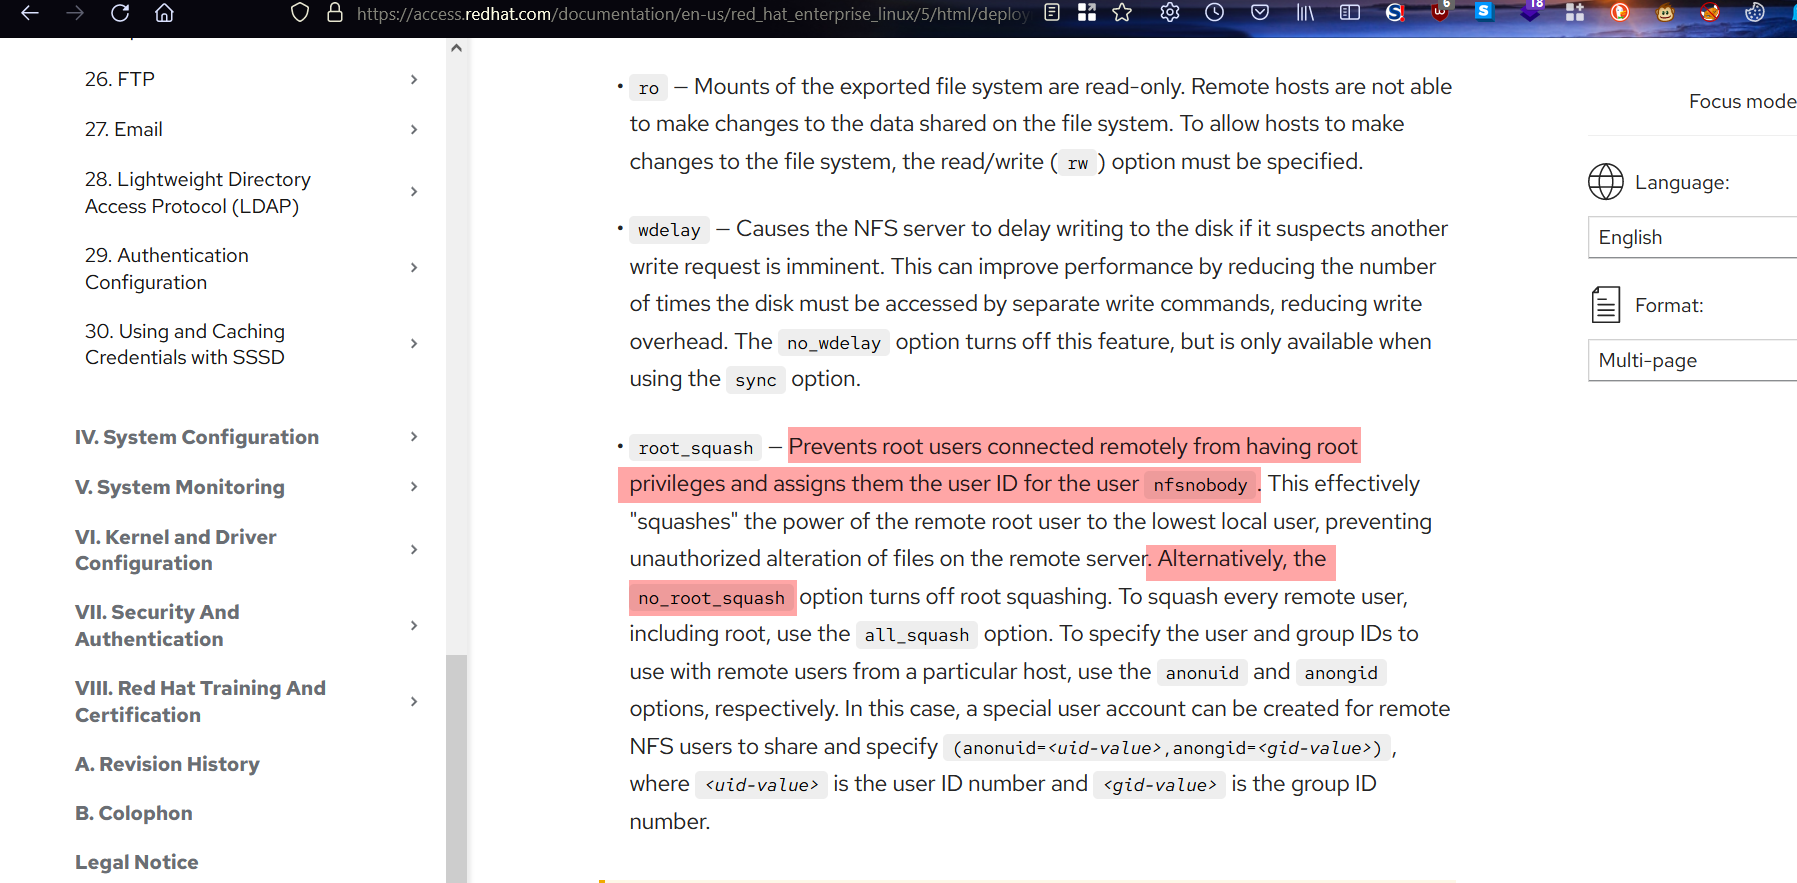 https://access.redhat.com/documentation/en-us/red_hat_enterprise_linux/5/html/deploy
6
18
26. FTP
27. Email
28. Lightweight Directory
Access Protocol (LDAP)
29. Authentication
Configuration
30. Using and Caching
Credentials with SSSD
IV. System Configuration
V. System Monitoring
VI. Kernel and Driver
Configuration
VII. Security And
Authentication
VIII. Red Hat Training And
Certification
A. Revision History
B. Colophon
Legal Notice
• ro — Mounts of the exported file system are read-only. Remote hosts are not able
to make changes to the data shared on the file system. To allow hosts to make
changes to the file system, the read/write ( rw ) option must be specified.
• wdelay — Causes the NFS server to delay writing to the disk if it suspects another
write request is imminent. This can improve performance by reducing the number
of times the disk must be accessed by separate write commands, reducing write
overhead. The no_wdelay option turns off this feature, but is only available when
using the sync option.
• root_squash — Prevents root users connected remotely from having root
privileges and assigns them the user ID for the user nfsnobody . This effectively
"squashes" the power of the remote root user to the lowest local user, preventing
unauthorized alteration of files on the remote server. Alternatively, the
no_root_squash option turns off root squashing. To squash every remote user,
including root, use the all_squash option. To specify the user and group IDs to
use with remote users from a particular host, use the anonuid and anongid
options, respectively. In this case, a special user account can be created for remote
NFS users to share and specify (anonuid=<uid-value>,anongid=<gid-value>) ,
where <uid-value> is the user ID number and <gid-value> is the group ID
number.
Focus mode
Language:
English
Format:
Multi-page